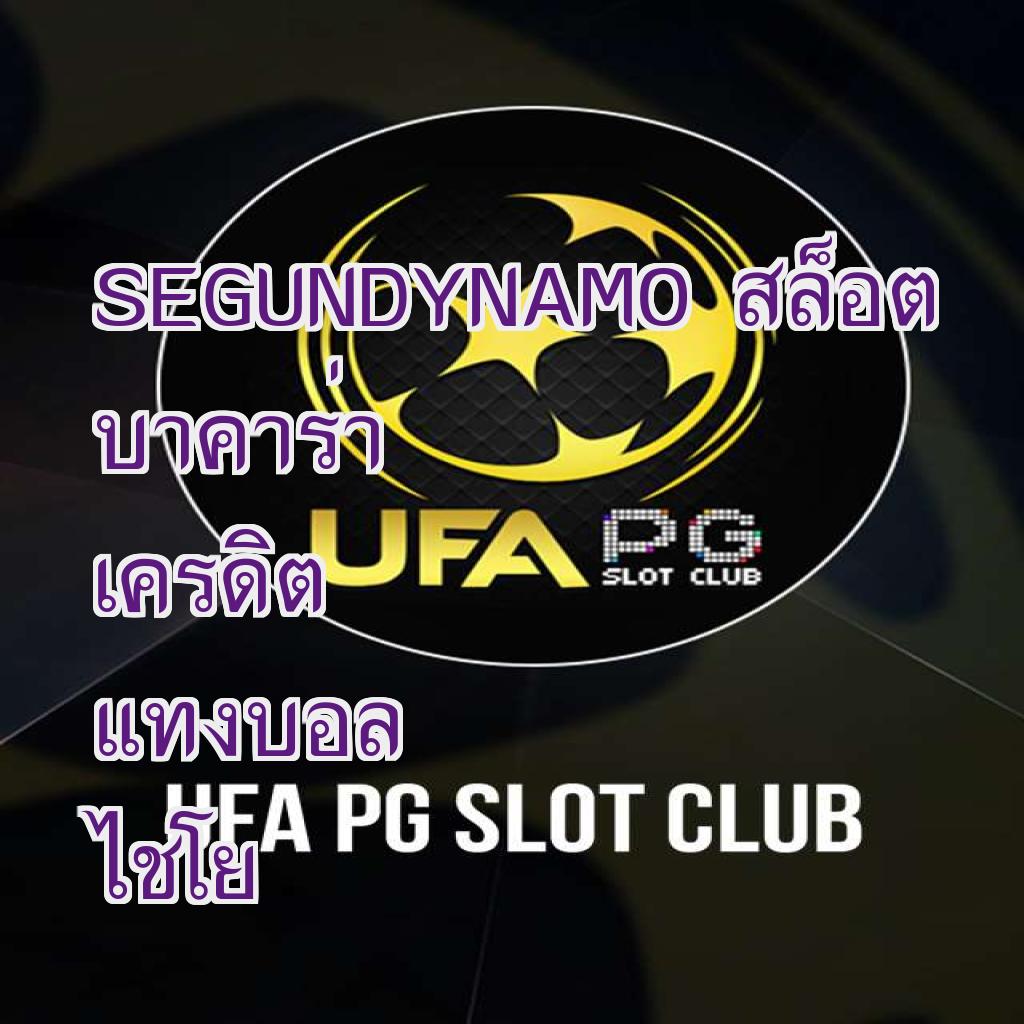 SEGUNDYNAMO สล็อต
บาคาร่า
เครดิต
UFA PG
SLOT CLUB
แทงบอล
UFA PG SLOT CLUB
ไชโย